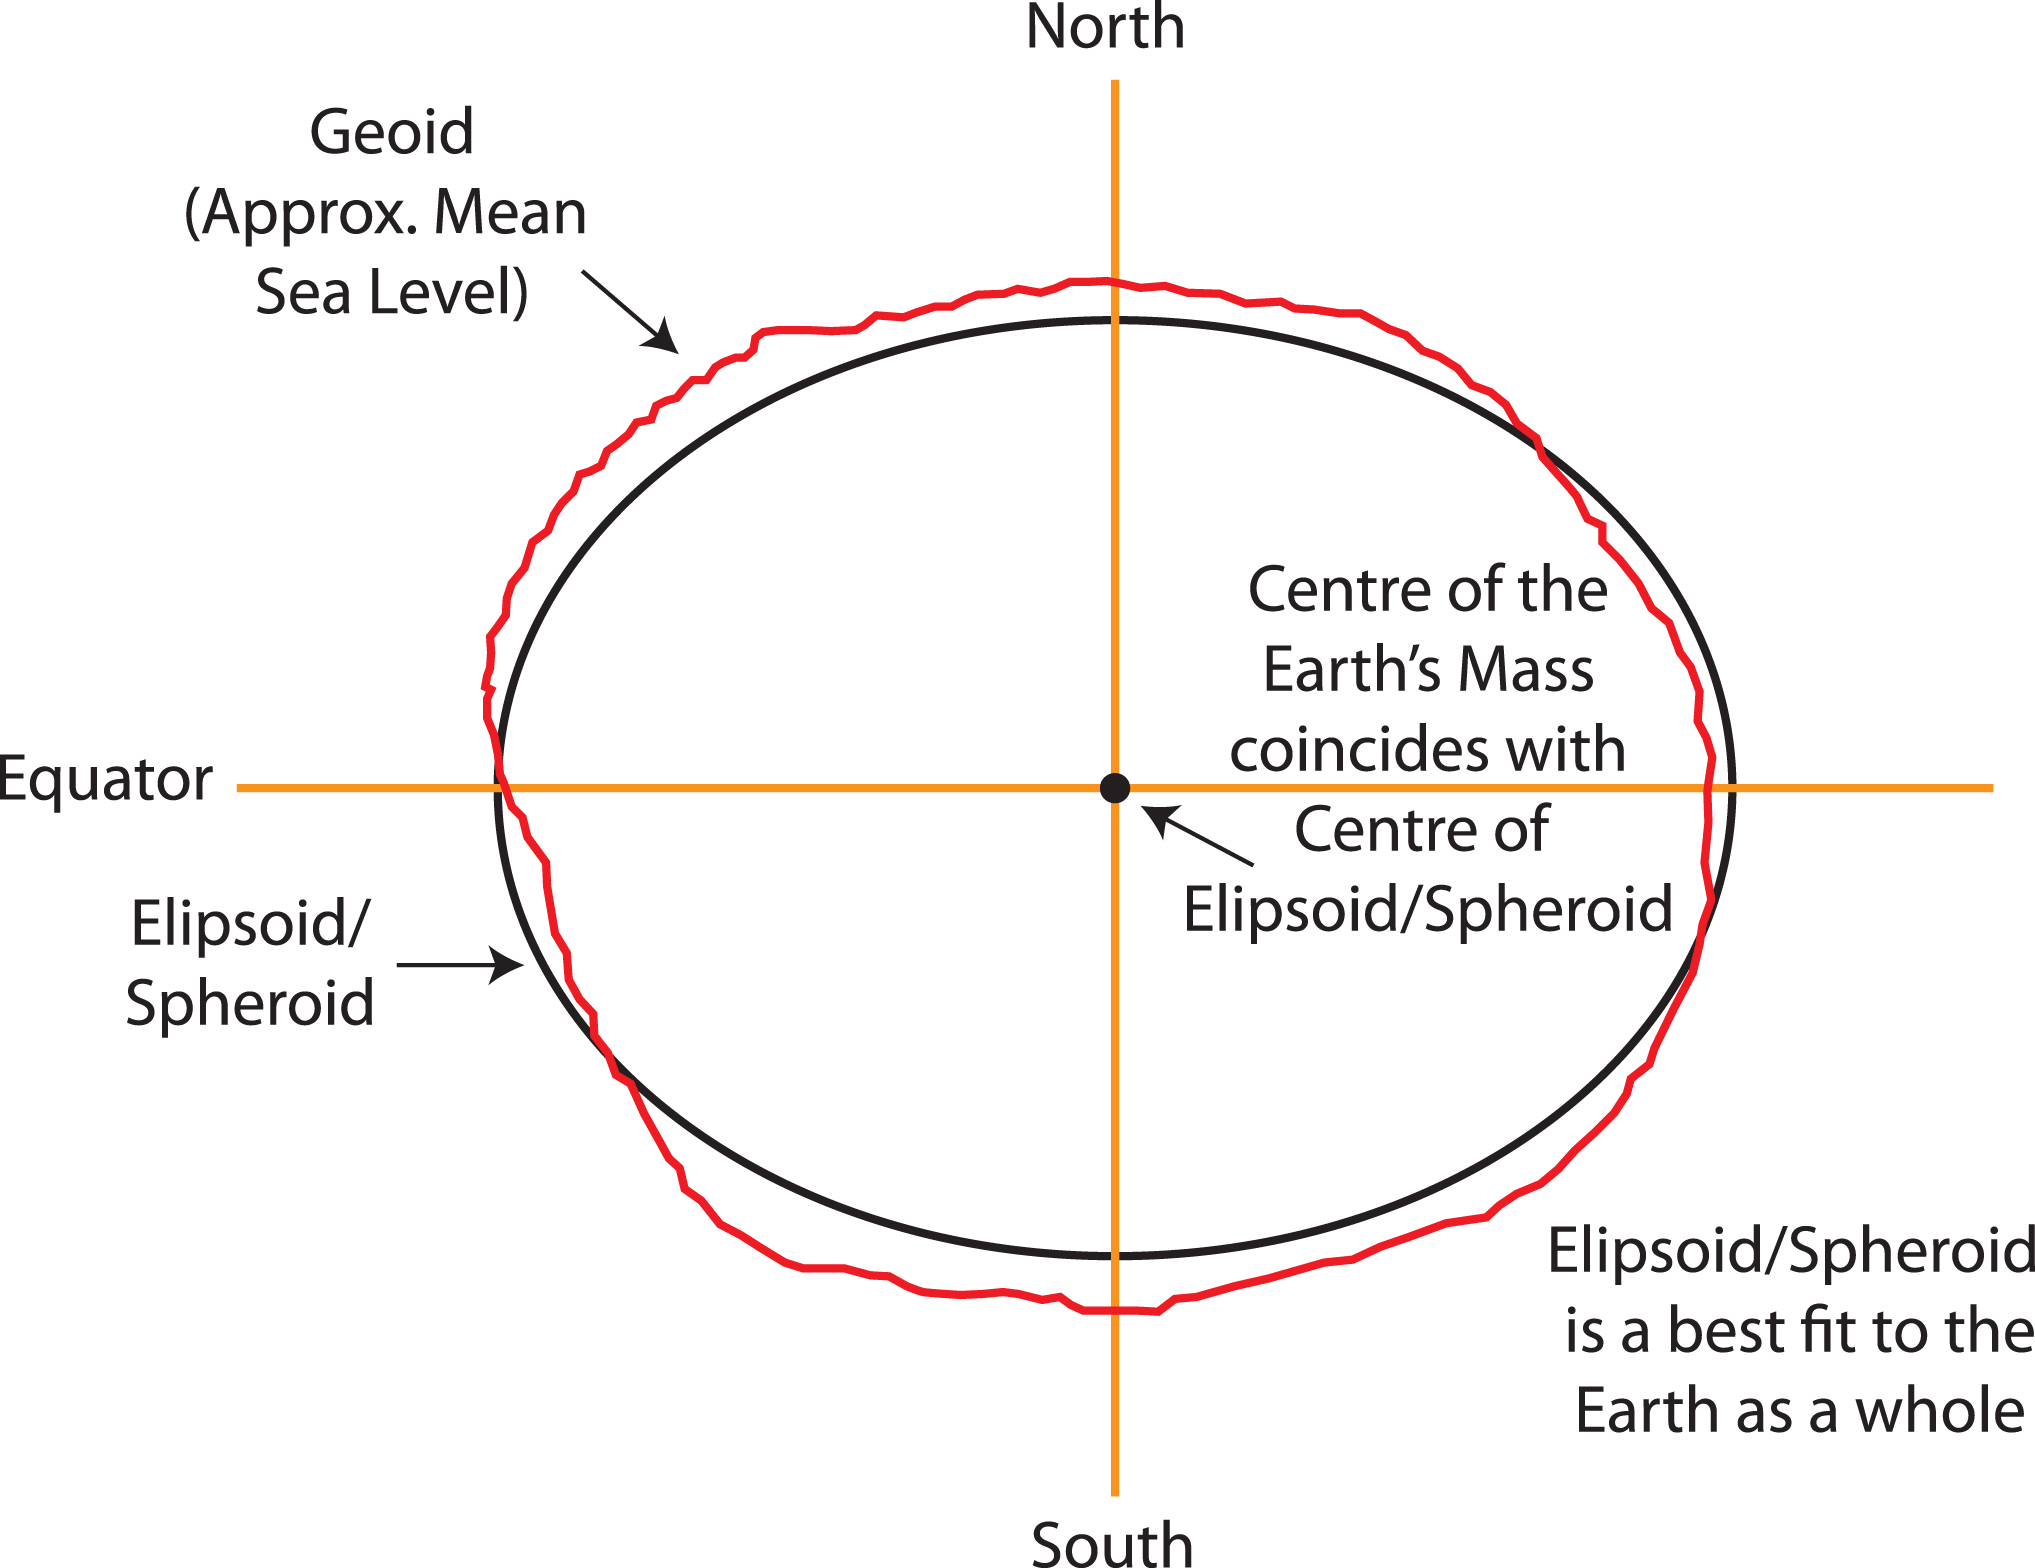 North
Geoid
(Approx. Mean
Sea Level)
Centre of the
Earth’s Mass
coincides with
Centre of
Elipsoid/Spheroid
Equator
Elipsoid/
Spheroid
Elipsoid/Spheroid
is a best fit to the
Earth as a whole
South